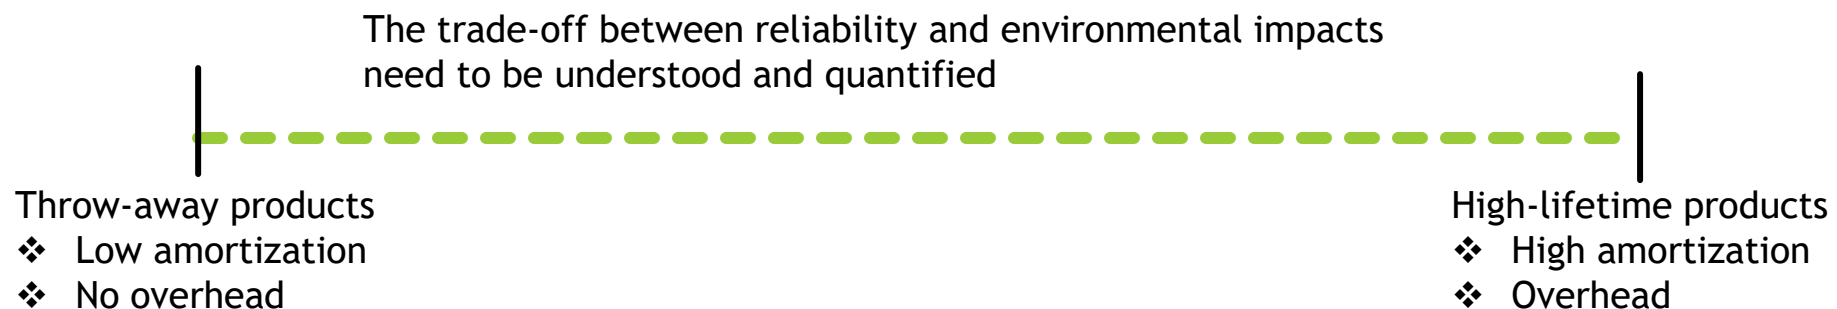 The trade-off between reliability and environmental impacts
need to be understood and quantified
Throw-away products
❖ Low amortization
❖ No overhead
High-lifetime products
❖ High amortization
❖ Overhead